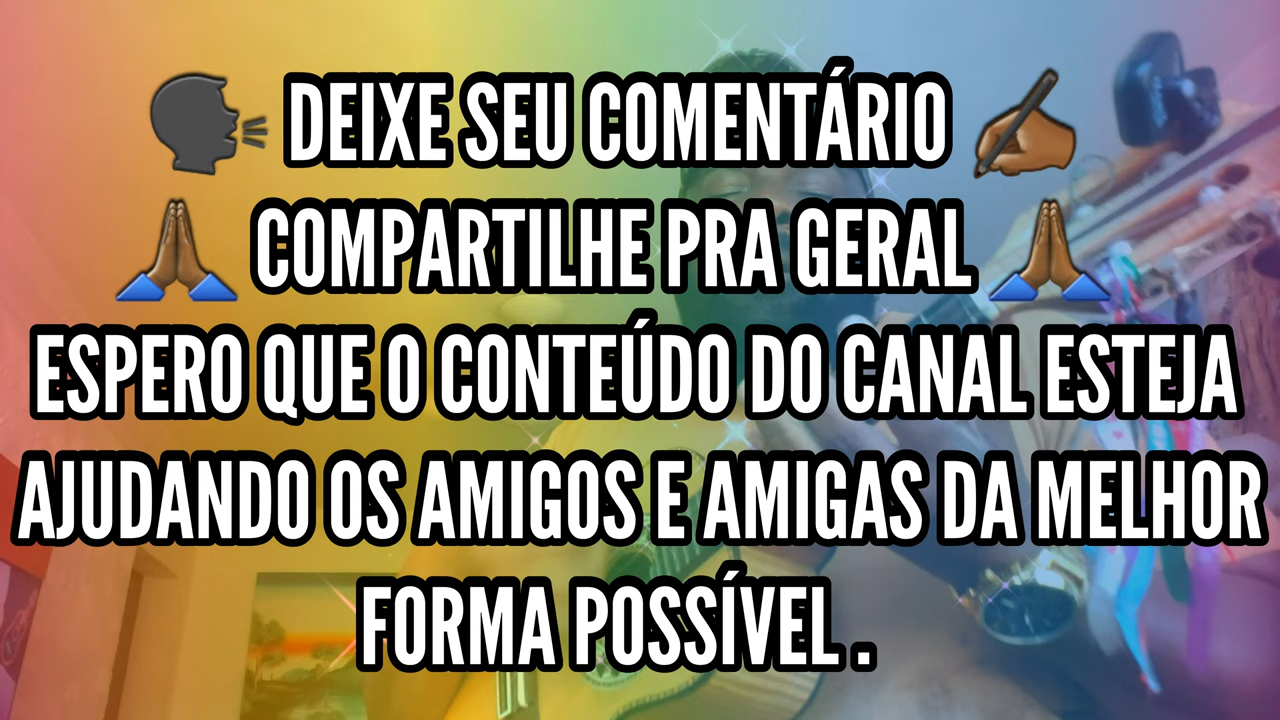 🗣 DEIXE SEU COMENTÁRIO ✍🏾
🙏🏾 COMPARTILHE PRA GERAL 🙏🏾
ESPERO QUE O CONTEÚDO DO CANAL ESTEJA
AJUDANDO OS AMIGOS E AMIGAS DA MELHOR
FORMA POSSÍVEL .